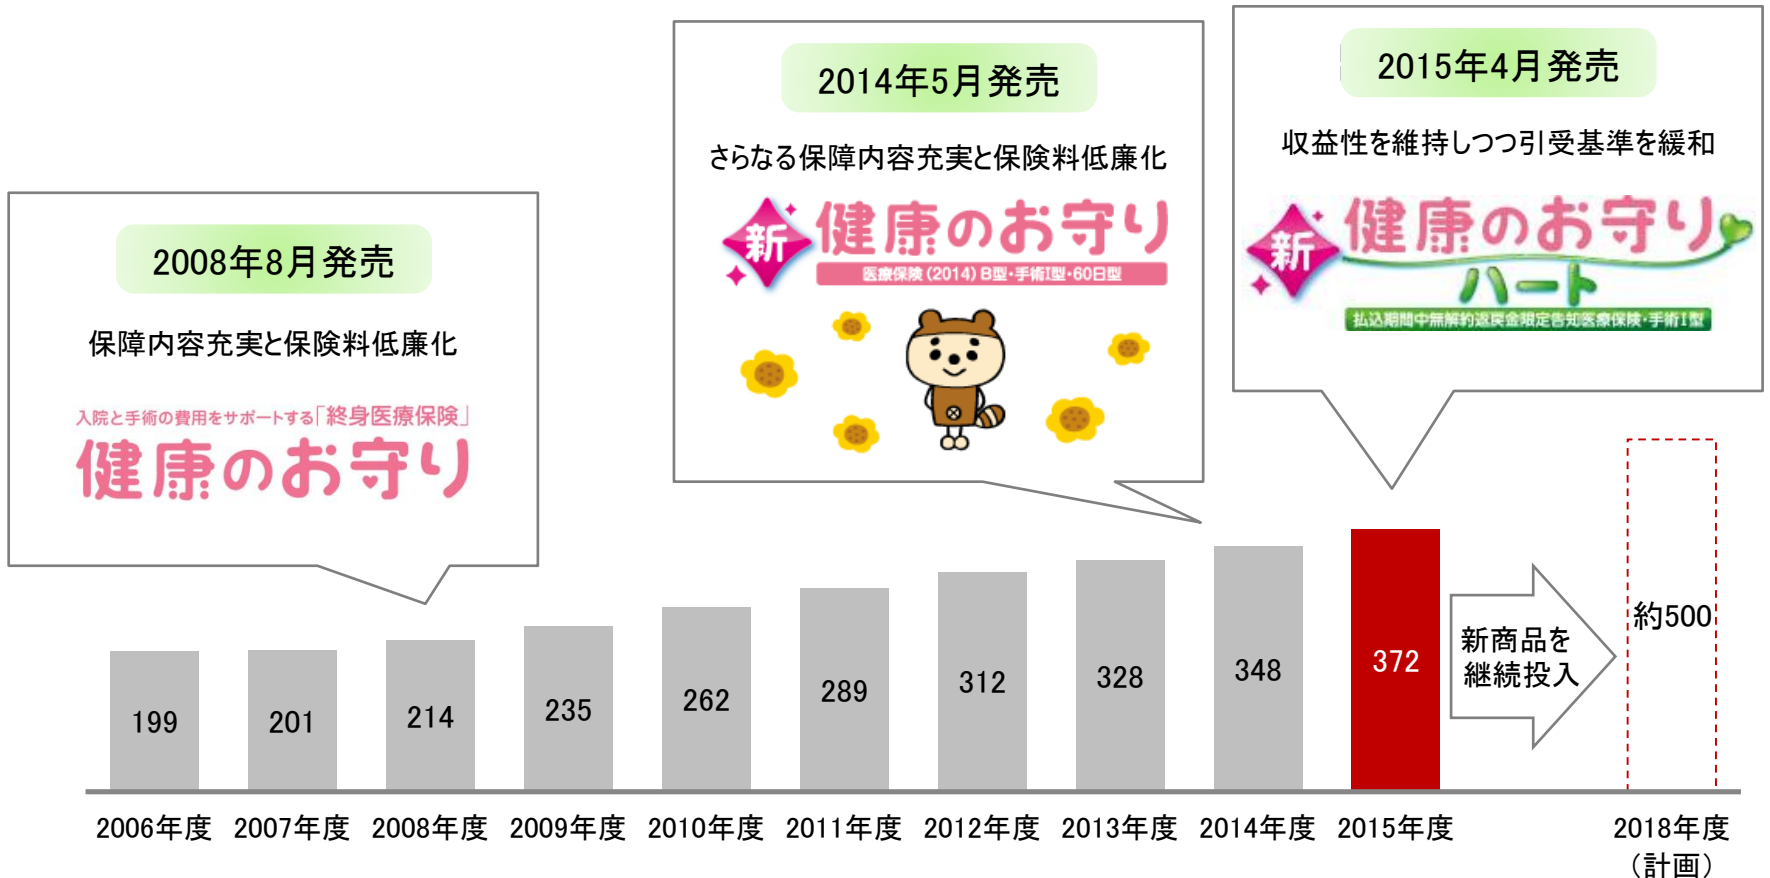 2008年8月発売
保障内容充実と保険料低廉化
入院と手術の費用をサポートする「終身医療保険」
健康のお守り
2014年5月発売
さらなる保障内容充実と保険料低廉化
新 健康のお守り
医療保険(2014) B型・手術I型・60日型
2015年4月発売
収益性を維持しつつ引受基準を緩和
新 健康のお守り
ハート
払込期間中無解約返戻金限定告知医療保険・手術I型
199
201
214
235
262
289
312
328
348
372
新商品を
継続投入
約500
2006年度
2007年度
2008年度
2009年度
2010年度
2011年度
2012年度
2013年度
2014年度
2015年度
2018年度
(計画)